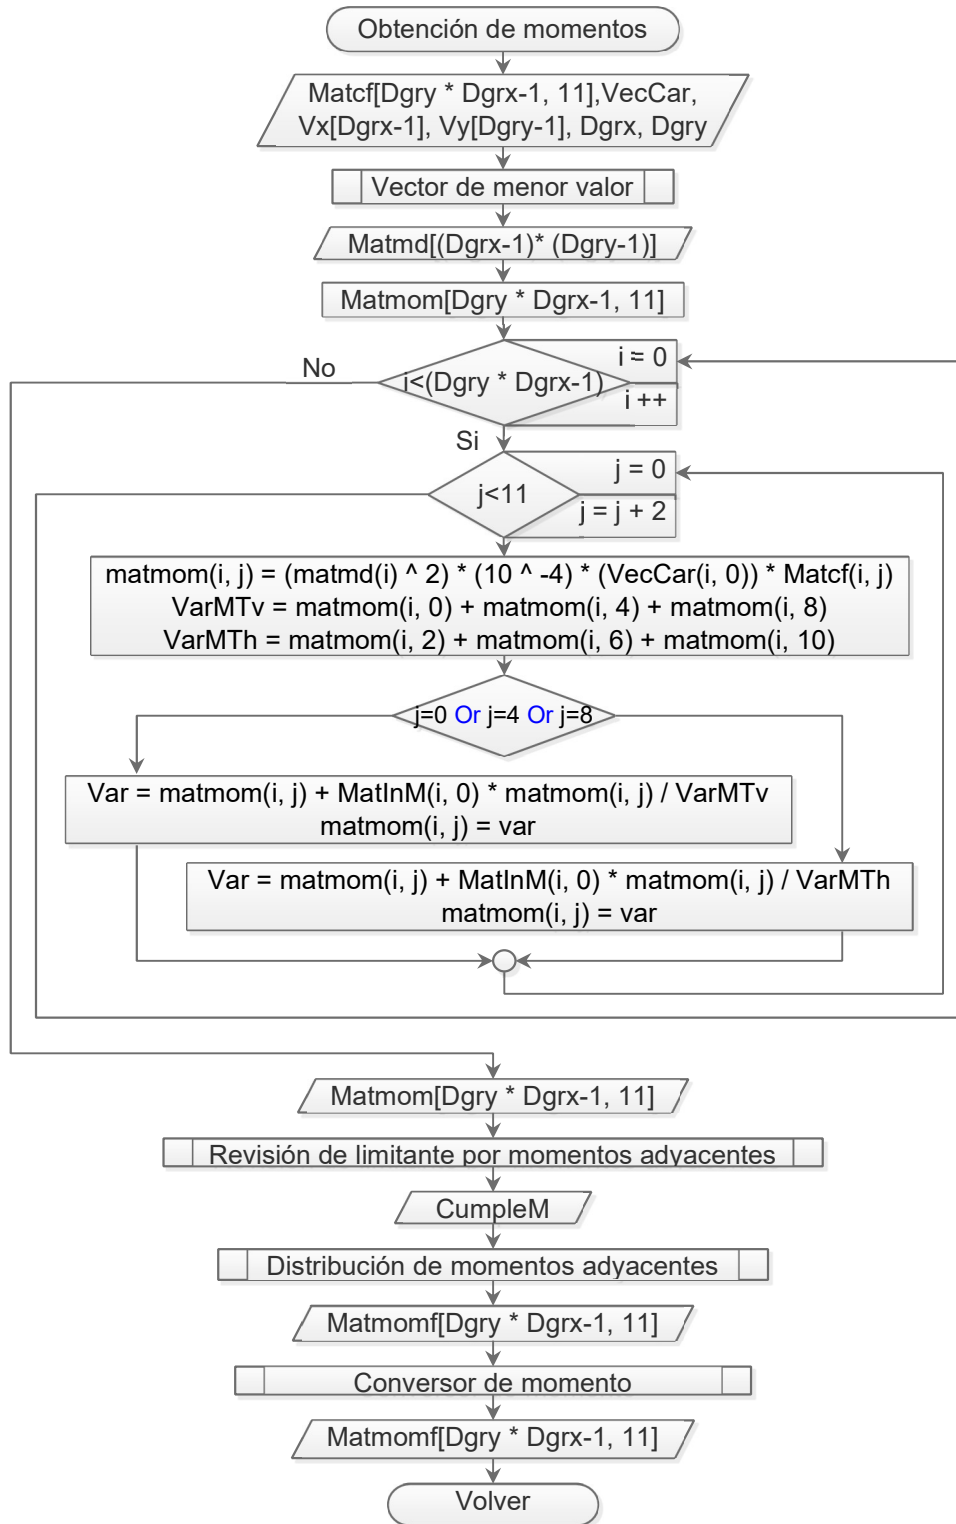 Obtención de momentos
Matcf[Dgry * Dgrx-1, 11],VecCar,
Vx[Dgrx-1], Vy[Dgry-1], Dgrx, Dgry
Vector de menor valor
Matmd[(Dgrx-1)* (Dgry-1)]
Matmom[Dgry * Dgrx-1, 11]
No
i = 0
i<(Dgry * Dgrx-1)
i ++
Si
j = 0
j<11
j = j + 2
matmom(i, j) = (matmd(i) ^ 2) * (10 ^ -4) * (VecCar(i, 0)) * Matcf(i, j)
VarMTv = matmom(i, 0) + matmom(i, 4) + matmom(i, 8)
VarMTh = matmom(i, 2) + matmom(i, 6) + matmom(i, 10)
j=0 Or j=4 Or j=8
Var = matmom(i, j) + MatInM(i, 0) * matmom(i, j) / VarMTv
matmom(i, j) = var
Var = matmom(i, j) + MatInM(i, 0) * matmom(i, j) / VarMTh
matmom(i, j) = var
Matmom[Dgry * Dgrx-1, 11]
Revisión de limitante por momentos adyacentes
CumpleM
Distribución de momentos adyacentes
Matmomf[Dgry * Dgrx-1, 11]
Conversor de momento
Matmomf[Dgry * Dgrx-1, 11]
Volver